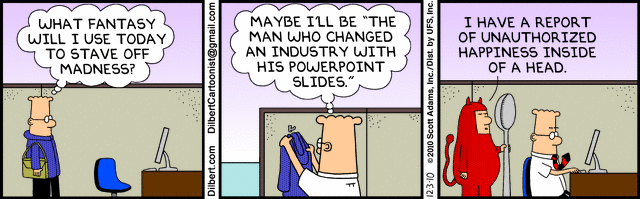 WHAT FANTASY
WILL I USE TODAY
TO STAVE OFF
MADNESS?
Dilbert.com DilbertCartoonist@gmail.com
MAYBE I'LL BE "THE
MAN WHO CHANGED
AN INDUSTRY WITH
HIS POWERPOINT
SLIDES."
12-3-10 ©2010 Scott Adams, Inc./Dist. by UFS, Inc.
I HAVE A REPORT
OF UNAUTHORIZED
HAPPINESS INSIDE
OF A HEAD.